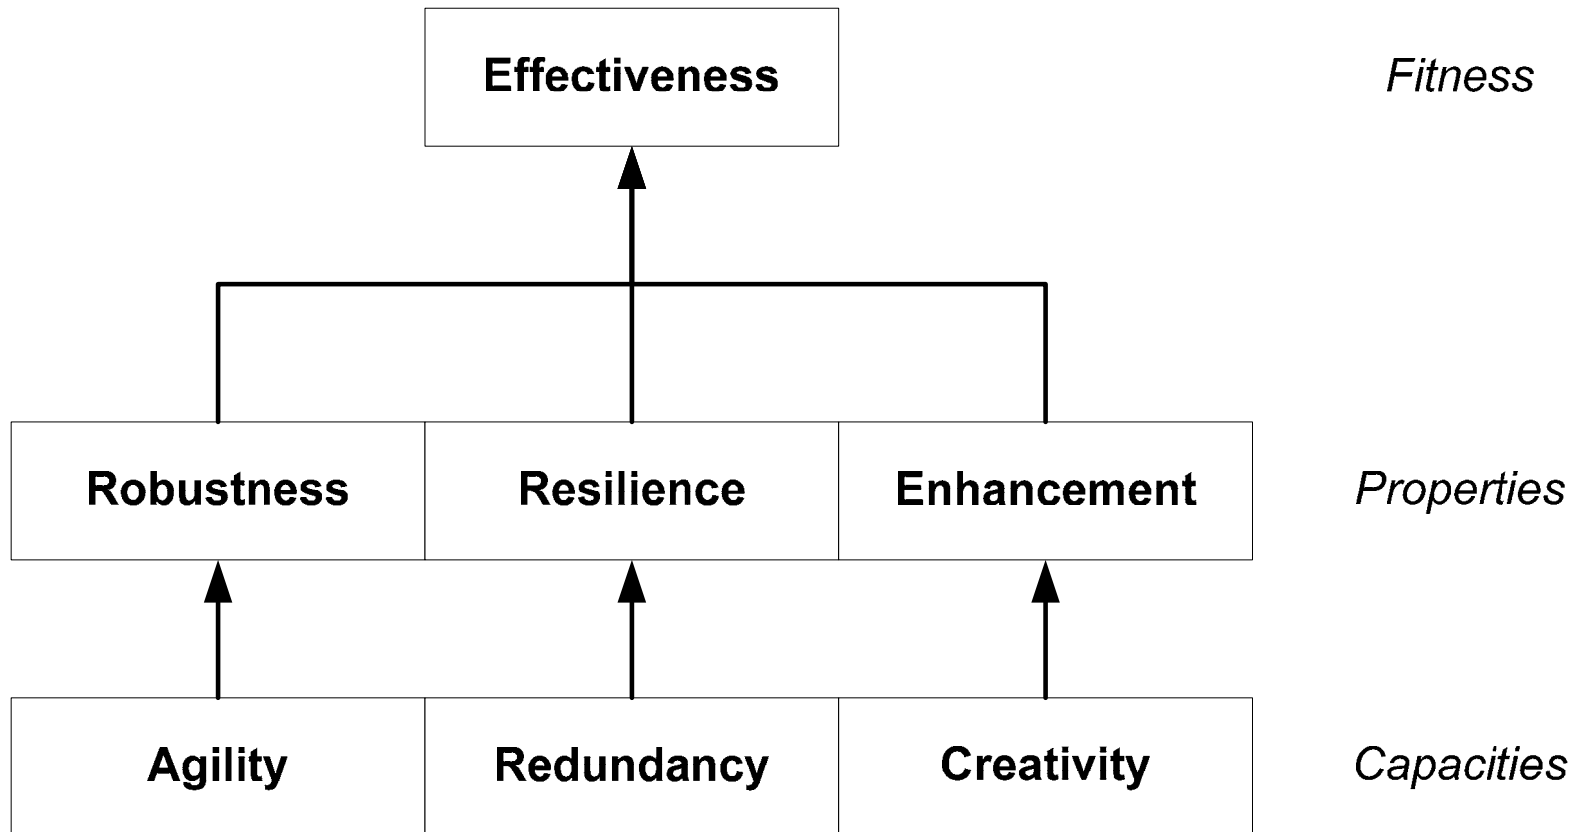 Effectiveness
Fitness
Robustness
Resilience
Enhancement
Properties
Agility
Redundancy
Creativity
Capacities